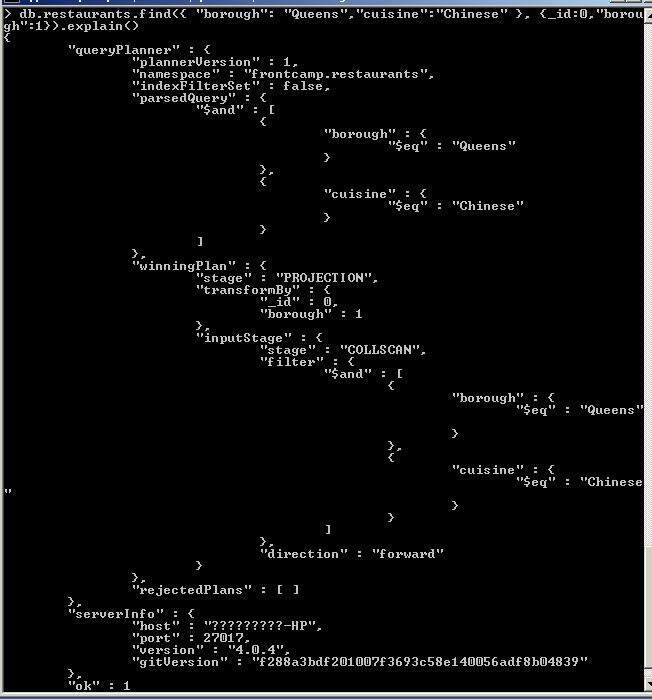 > db.restaurants.find({ "borough": "Queens","cuisine":"Chinese" }, {_id:0,"borou
gh":1}).explain()
{
"queryPlanner" : {
"plannerVersion" : 1,
"namespace" : "frontcamp.restaurants",
"indexFilterSet" : false,
"parsedQuery" : {
"$and" : [
{
"borough" : {
"$eq" : "Queens"
}
},
{
"cuisine" : {
"$eq" : "Chinese"
}
}
]
},
"winningPlan" : {
"stage" : "PROJECTION",
"transformBy" : {
"_id" : 0,
"borough" : 1
},
"inputStage" : {
"stage" : "COLLSCAN",
"filter" : {
"$and" : [
{
"borough" : {
"$eq" : "Queens"
}
},
{
"cuisine" : {
"$eq" : "Chinese
"
}
}
]
},
"direction" : "forward"
}
},
"rejectedPlans" : [ ]
},
"serverInfo" : {
"host" : "?????????-HP",
"port" : 27017,
"version" : "4.0.4",
"gitVersion" : "f288a3bdf201007f3693c58e140056adf8b04839"
},
"ok" : 1